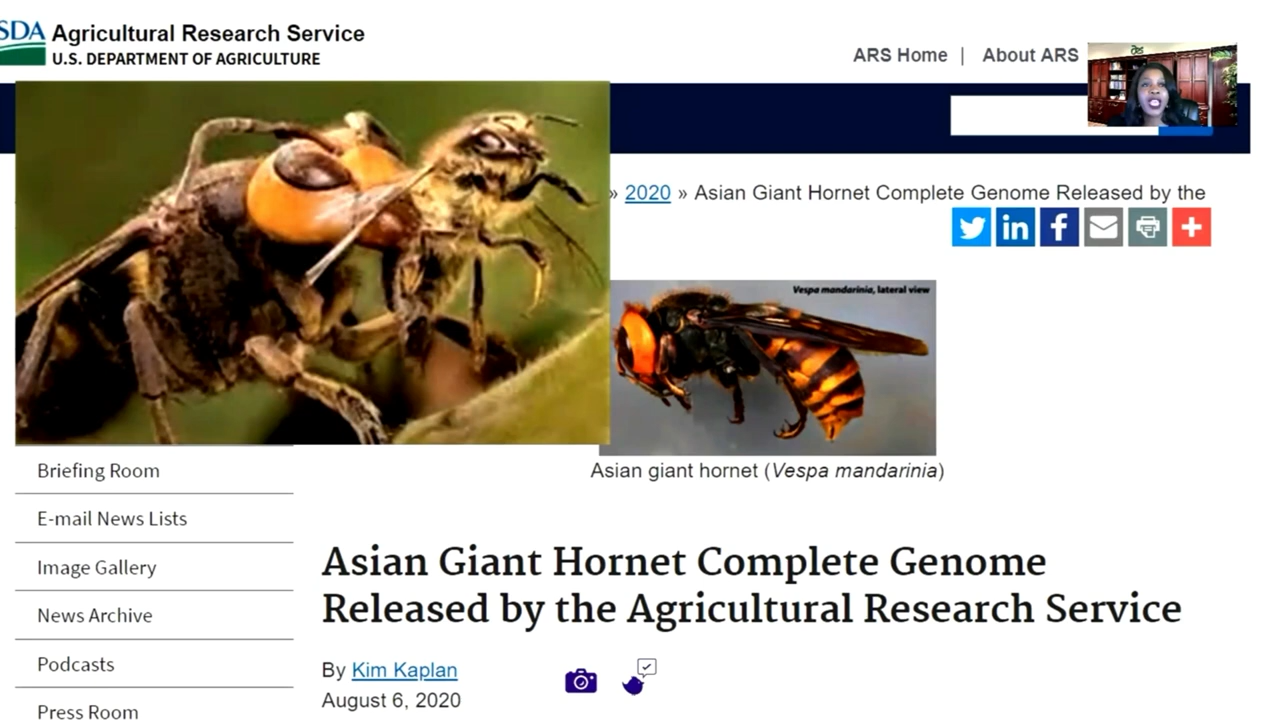 SDA Agricultural Research Service
U.S. DEPARTMENT OF AGRICULTURE
ARS Home | About ARS
» 2020 » Asian Giant Hornet Complete Genome Released by the
Vespa mandarinia, lateral view
Asian giant hornet (Vespa mandarinia)
Briefing Room
E-mail News Lists
Image Gallery
News Archive
Podcasts
Press Room
Asian Giant Hornet Complete Genome
Released by the Agricultural Research Service
By Kim Kaplan
August 6, 2020